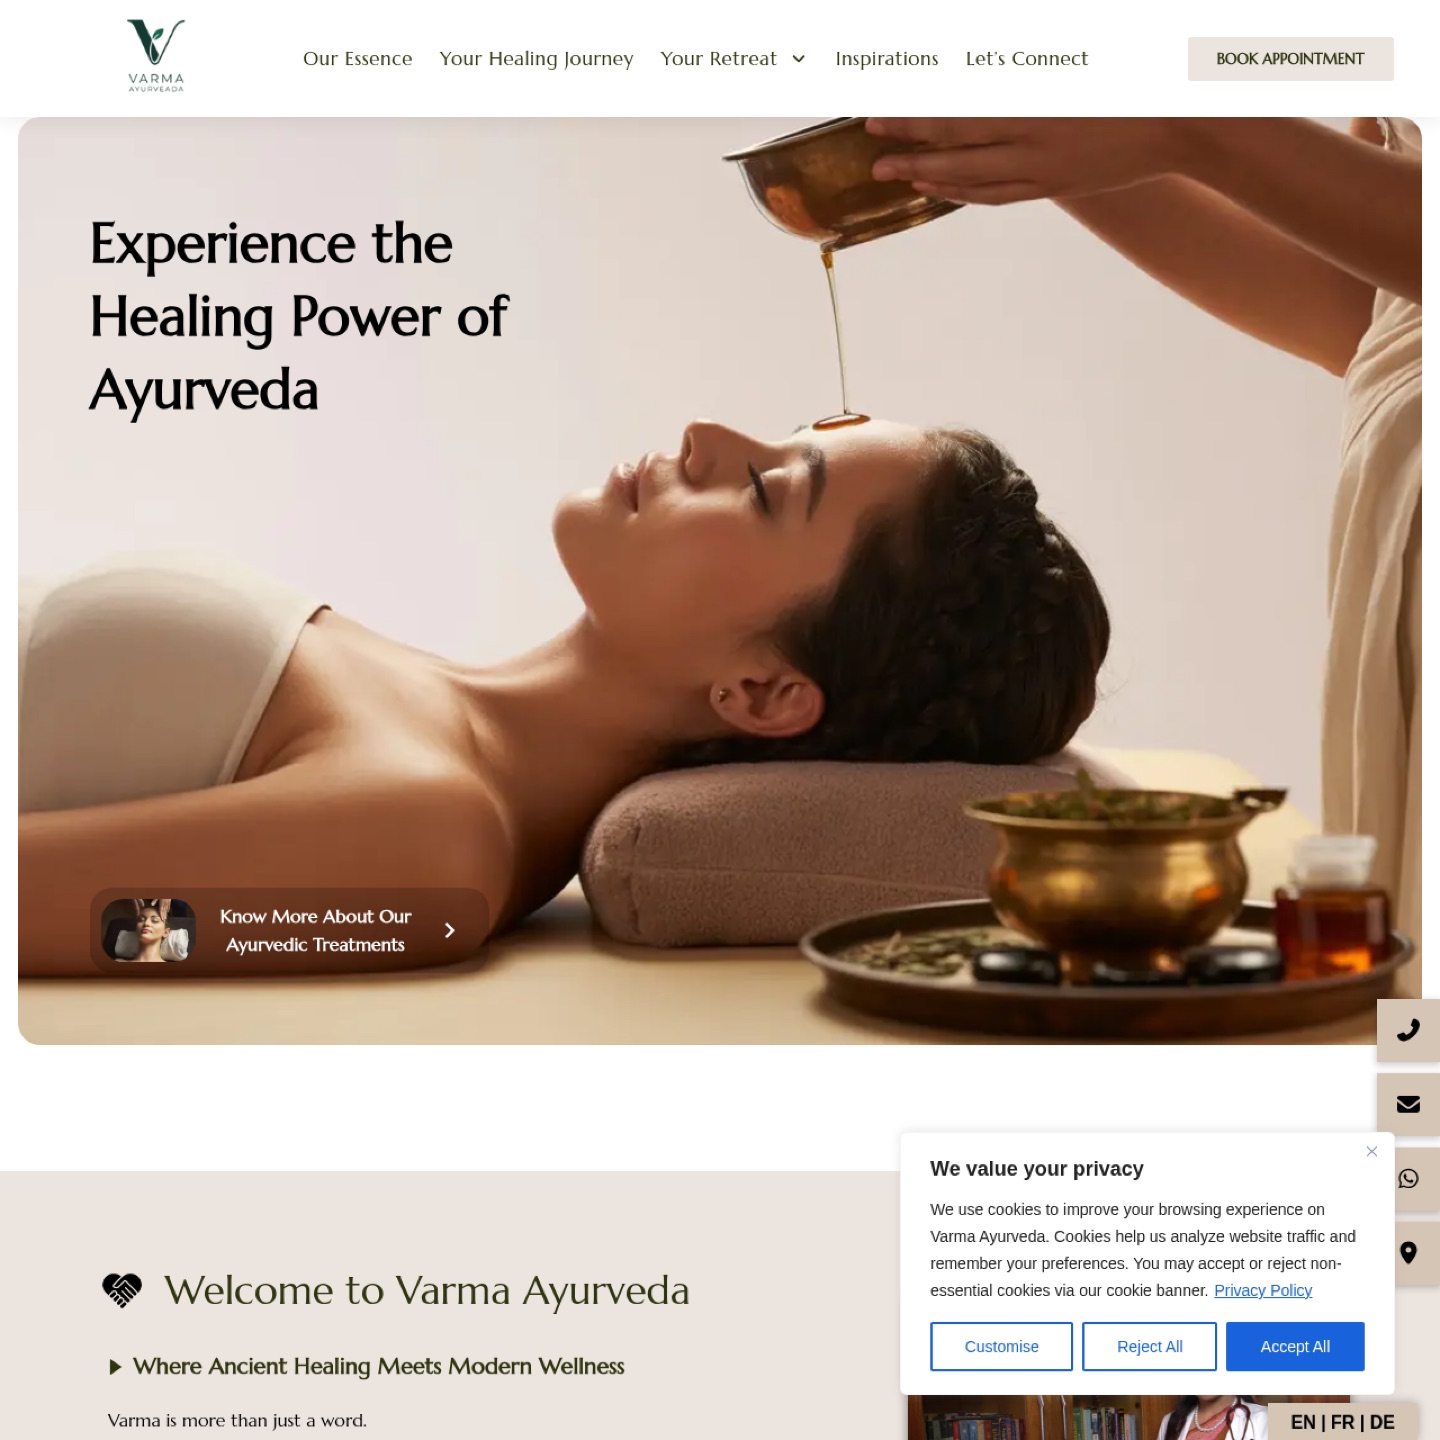 VARMA
AYURVEADA
Our Essence
Your Healing Journey
Your Retreat
Inspirations
Let's Connect
BOOK APPOINTMENT
Experience the
Healing Power of
Ayurveda
Know More About Our
Ayurvedic Treatments
We value your privacy
We use cookies to improve your browsing experience on
Varma Ayurveda. Cookies help us analyze website traffic and
remember your preferences. You may accept or reject non-
essential cookies via our cookie banner. Privacy Policy
Customise
Reject All
Accept All
Welcome to Varma Ayurveda
Where Ancient Healing Meets Modern Wellness
Varma is more than just a word.
EN | FR | DE